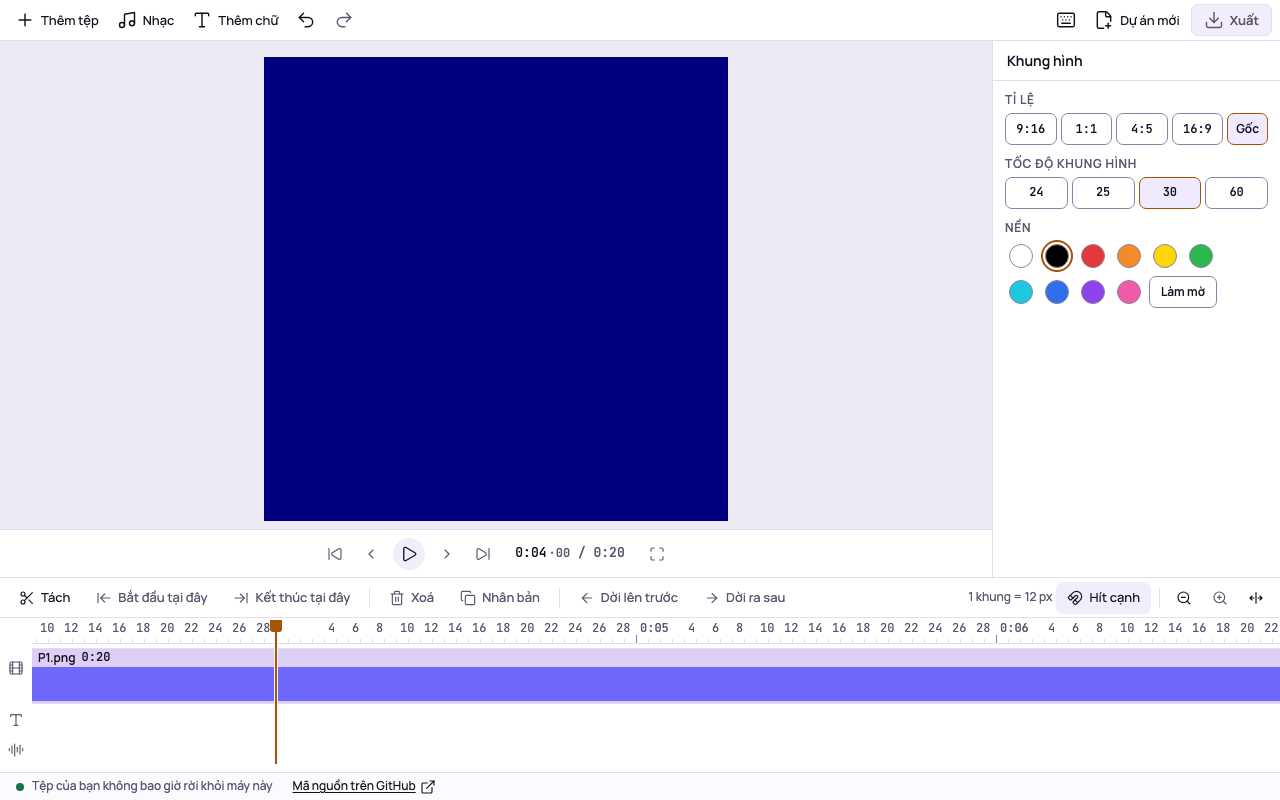 Thêm tệp Nhạc Thêm chữ Dự án mới Xuất
Khung hình
TỈ LỆ
9:16 1:1 4:5 16:9 Gốc
TỐC ĐỘ KHUNG HÌNH
24 25 30 60
NỀN
Làm mờ
0:04·00 / 0:20
Tách Bắt đầu tại đây Kết thúc tại đây Xoá Nhân bản Dời lên trước Dời ra sau 1 khung = 12 px Hít cạnh
10 12 14 16 18 20 22 24 26 28 4 6 8 10 12 14 16 18 20 22 24 26 28 0:05 4 6 8 10 12 14 16 18 20 22 24 26 28 0:06 4 6 8 10 12 14 16 18 20 22
P1.png 0:20
Tệp của bạn không bao giờ rời khỏi máy này Mã nguồn trên GitHub